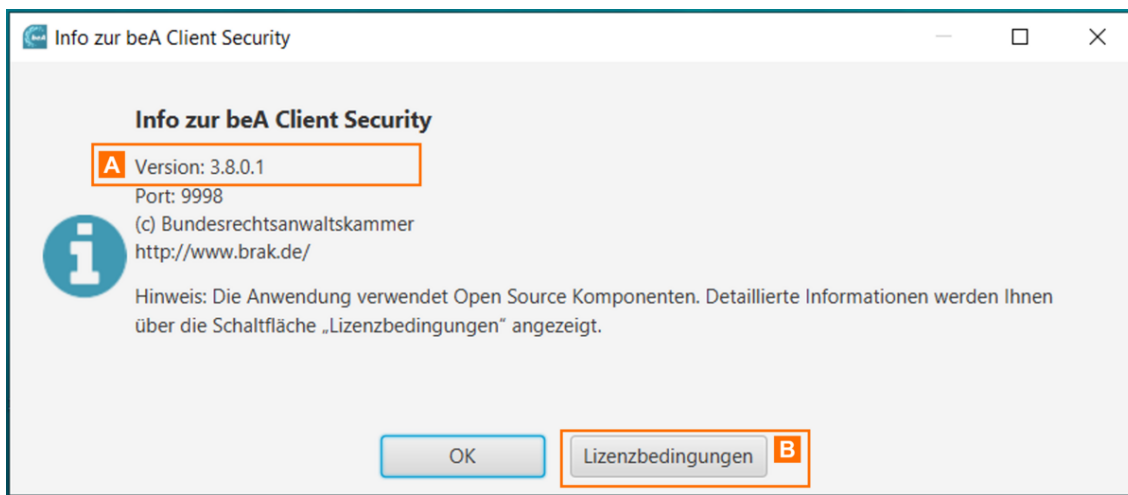 Info zur beA Client Security
Info zur beA Client Security
A Version: 3.8.0.1
Port: 9998
(c) Bundesrechtsanwaltskammer
http://www.brak.de/
Hinweis: Die Anwendung verwendet Open Source Komponenten. Detaillierte Informationen werden Ihnen
über die Schaltfläche „Lizenzbedingungen“ angezeigt.
OK Lizenzbedingungen B